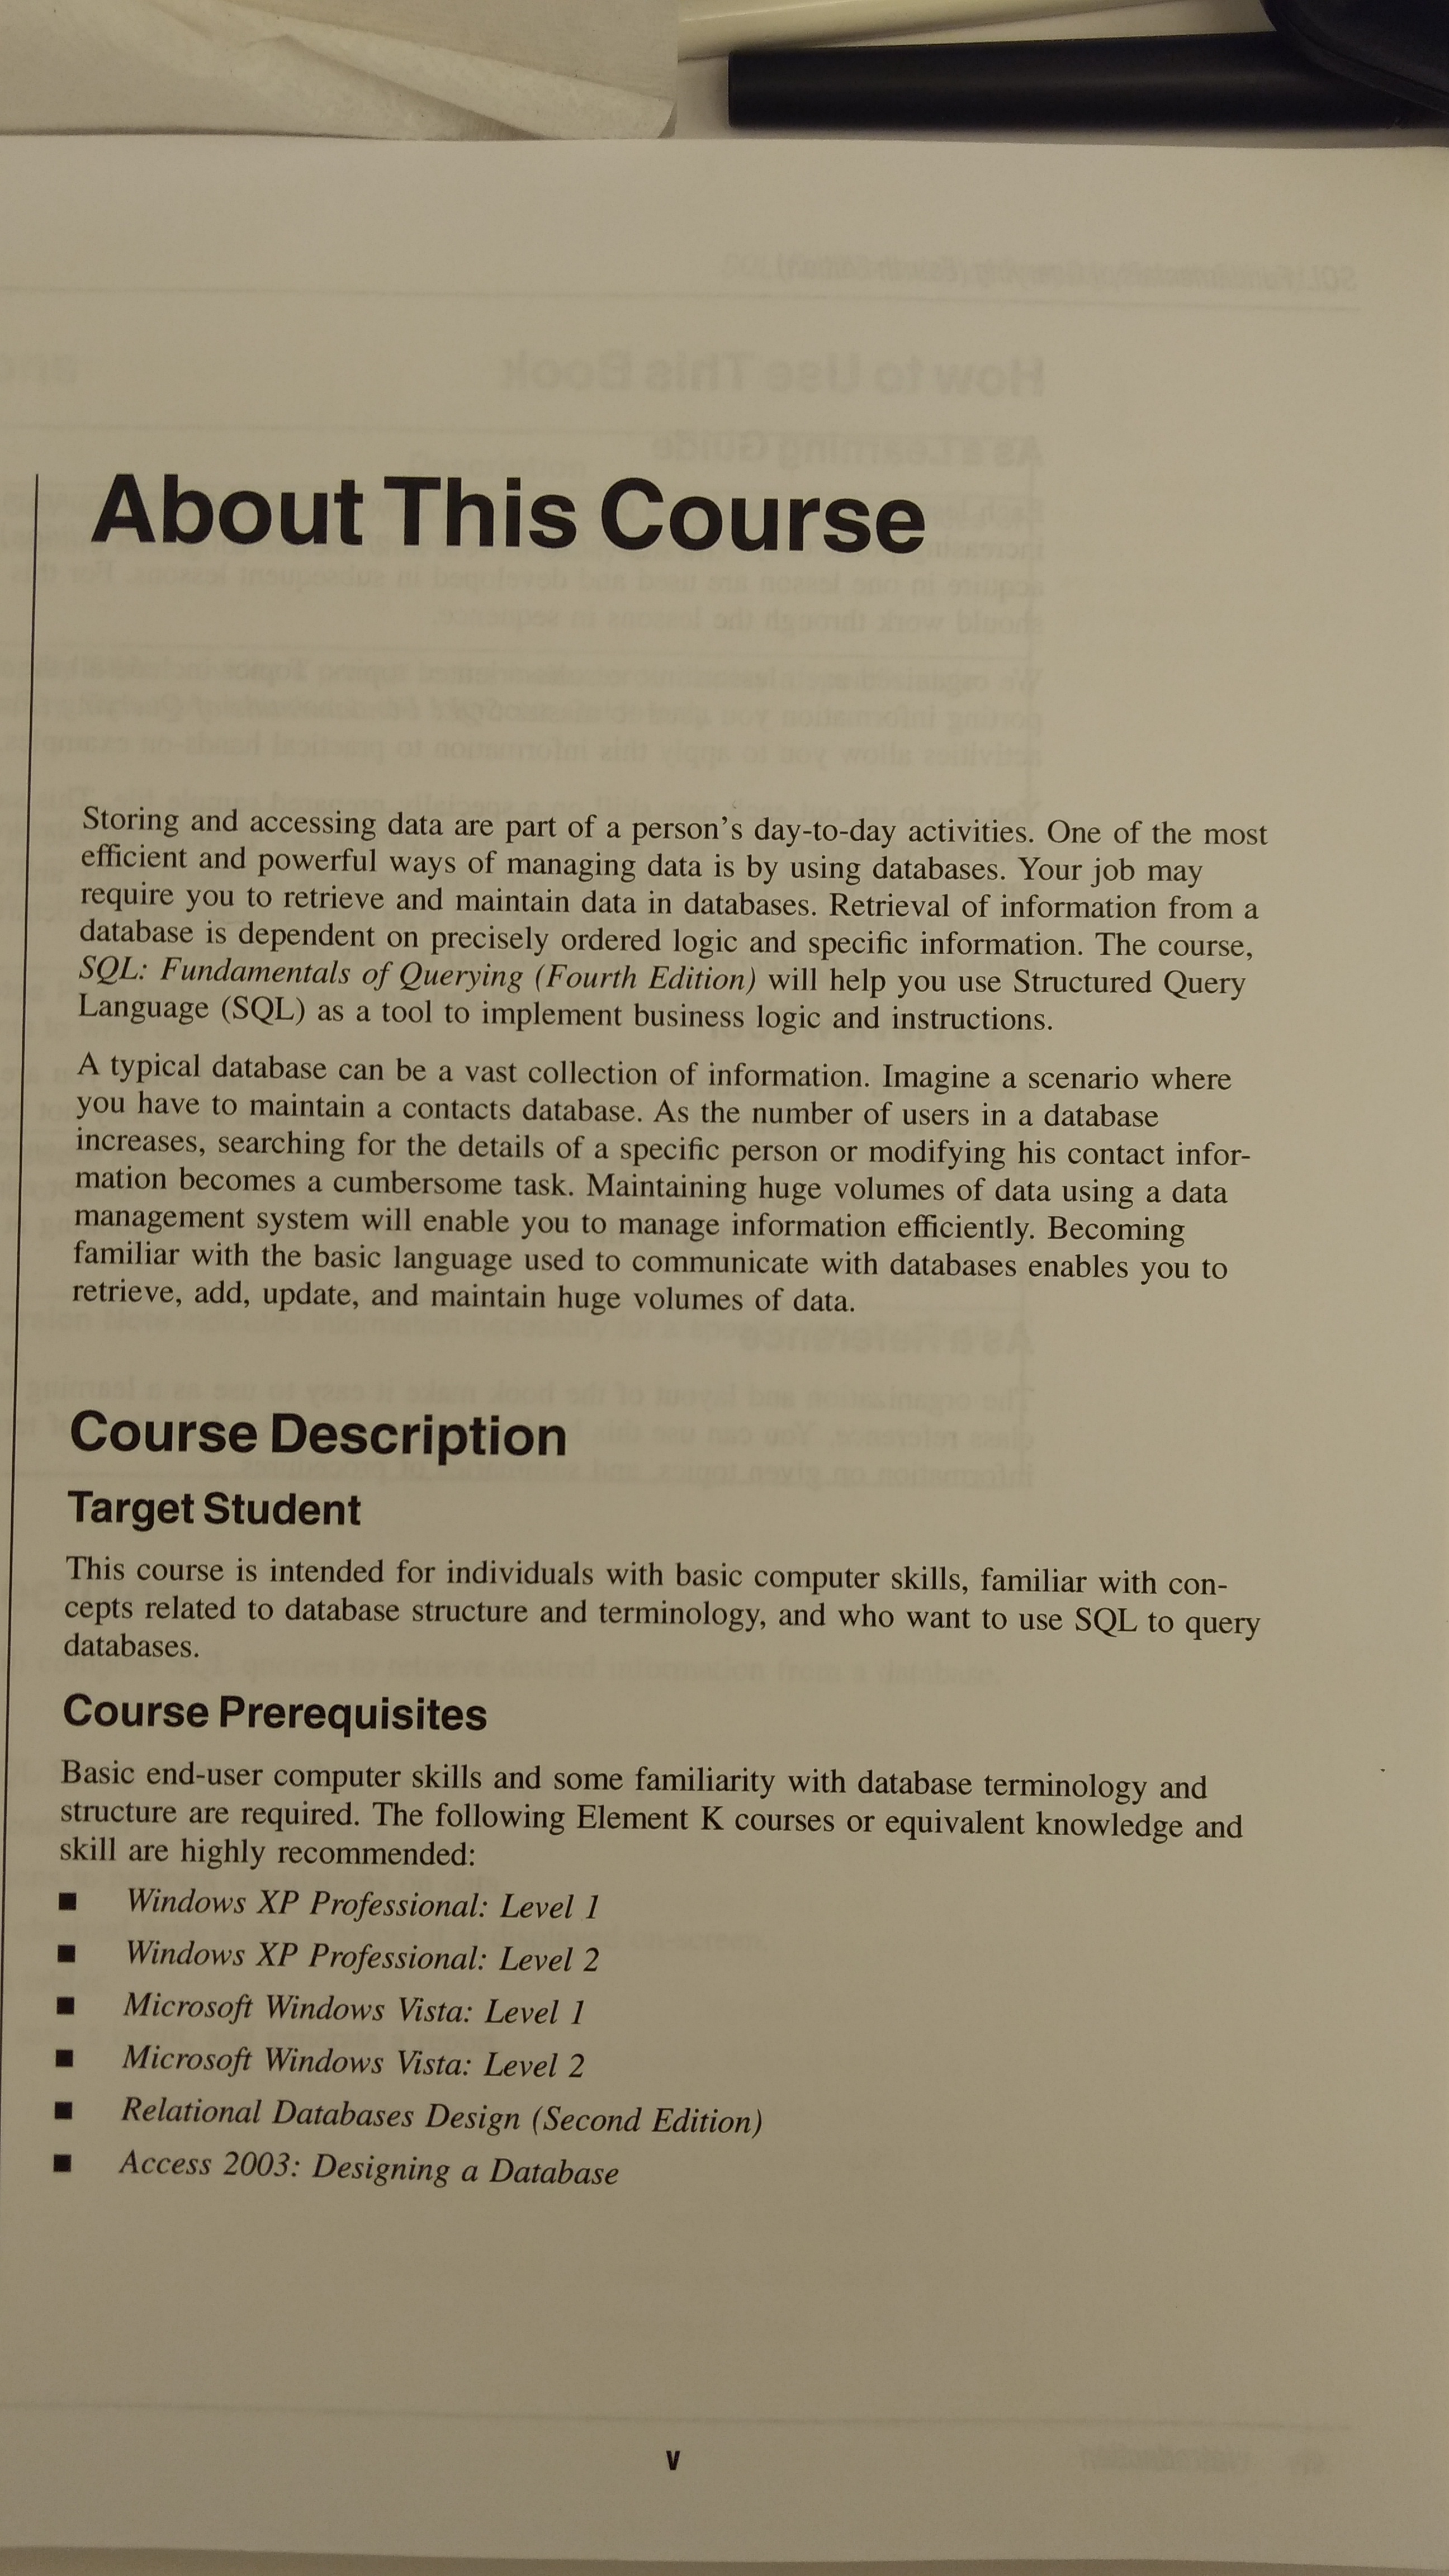 About This Course
Storing and accessing data are part of a person's day-to-day activities. One of the most
efficient and powerful ways of managing data is by using databases. Your job may
require you to retrieve and maintain data in databases. Retrieval of information from a
database is dependent on precisely ordered logic and specific information. The course,
SQL: Fundamentals of Querying (Fourth Edition) will help you use Structured Query
Language (SQL) as a tool to implement business logic and instructions.
A typical database can be a vast collection of information. Imagine a scenario where
you have to maintain a contacts database. As the number of users in a database
increases, searching for the details of a specific person or modifying his contact infor-
mation becomes a cumbersome task. Maintaining huge volumes of data using a data
management system will enable you to manage information efficiently. Becoming
familiar with the basic language used to communicate with databases enables you to
retrieve, add, update, and maintain huge volumes of data.
Course Description
Target Student
This course is intended for individuals with basic computer skills, familiar with con-
cepts related to database structure and terminology, and who want to use SQL to query
databases.
Course Prerequisites
Basic end-user computer skills and some familiarity with database terminology and
structure are required. The following Element K courses or equivalent knowledge and
skill are highly recommended:
■ Windows XP Professional: Level 1
■ Windows XP Professional: Level 2
■ Microsoft Windows Vista: Level 1
■ Microsoft Windows Vista: Level 2
■ Relational Databases Design (Second Edition)
■ Access 2003: Designing a Database
v